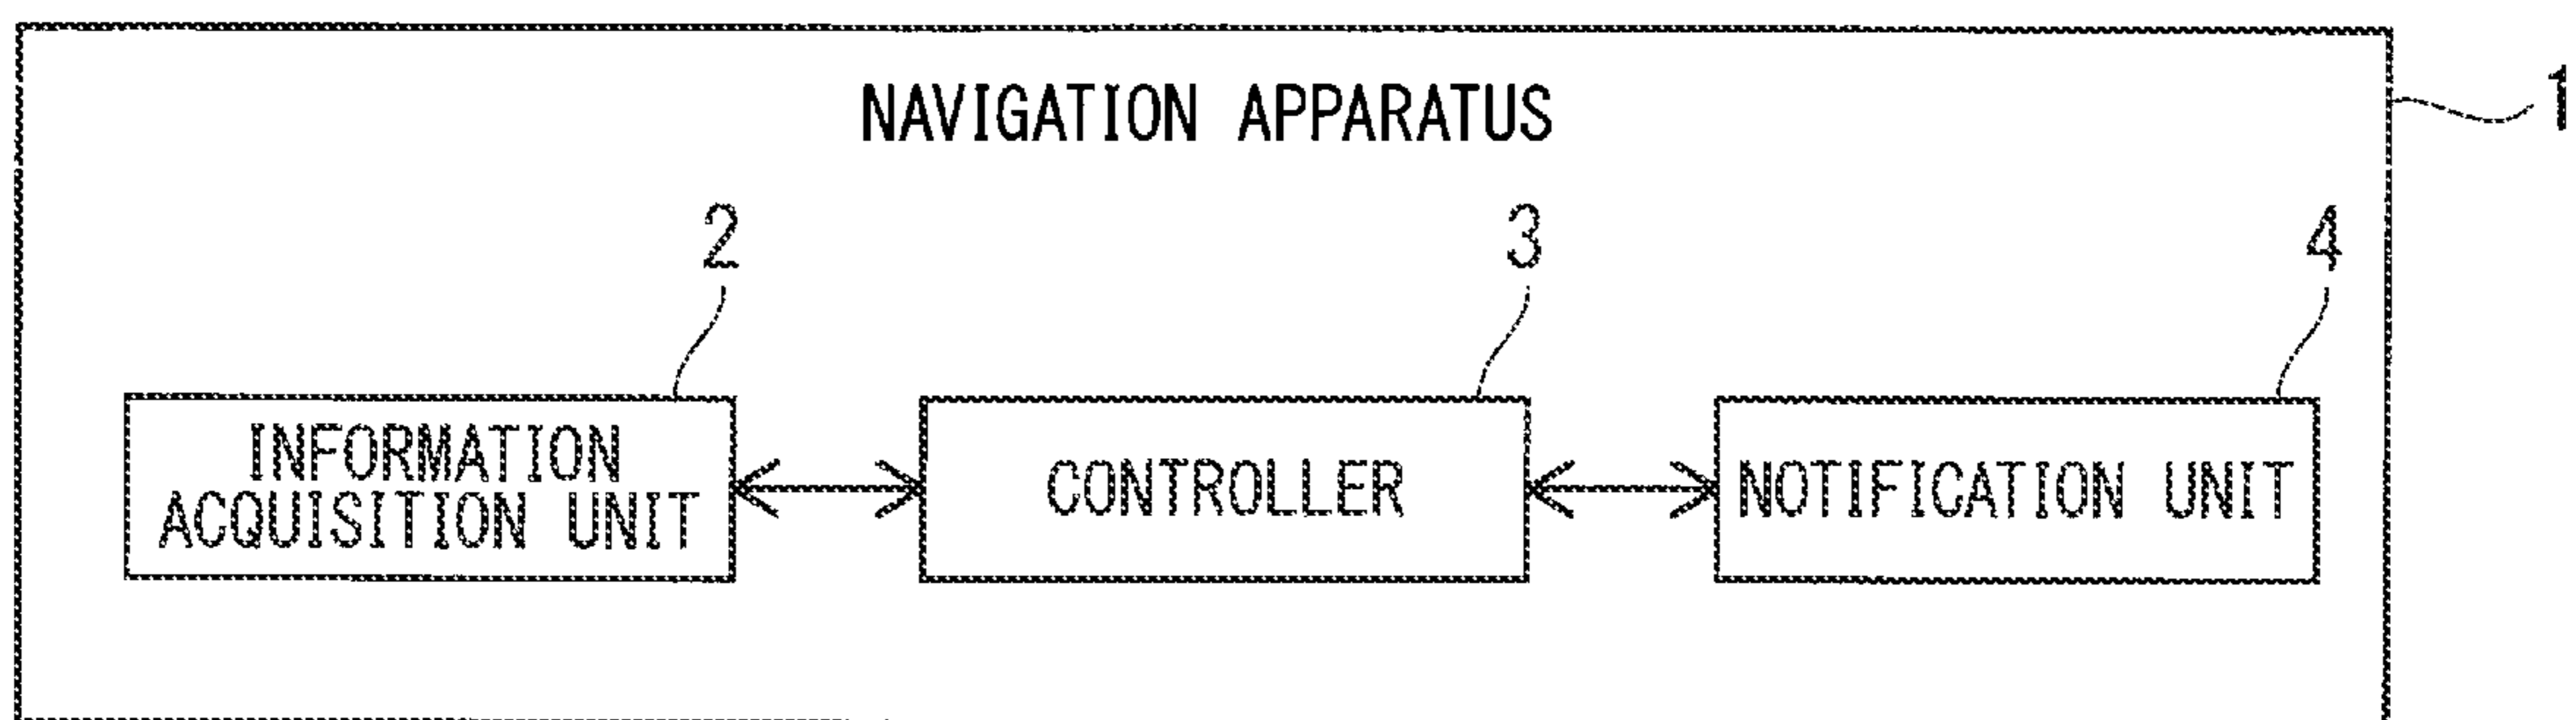 NAVIGATION APPARATUS
1
2
3
4
INFORMATION
ACQUISITION UNIT
CONTROLLER
NOTIFICATION UNIT